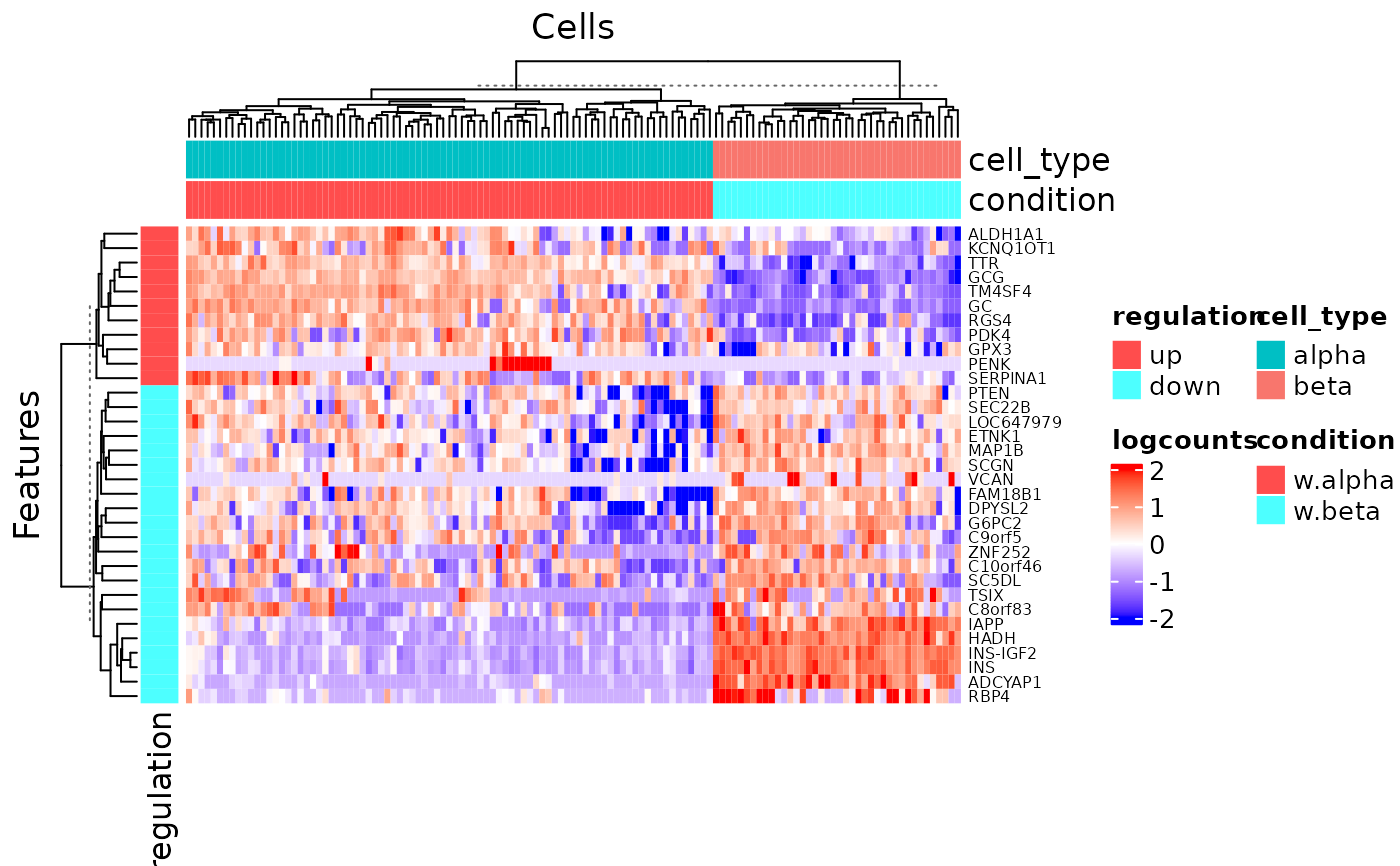 Cells
cell_type
condition
ALDH1A1
KCNQ1OT1
TTR
GCG
TM4SF4
GC
RGS4
PDK4
GPX3
PENK
SERPINA1
PTEN
SEC22B
LOC647979
ETNK1
MAP1B
SCGN
VCAN
FAM18B1
DPYSL2
G6PC2
C9orf5
ZNF252
C10orf46
SC5DL
TSIX
C8orf83
IAPP
HADH
INS-IGF2
INS
ADCYAP1
RBP4
Features
regulation
regulation
up
down
cell_type
alpha
beta
logcounts
2
1
0
-1
-2
condition
w.alpha
w.beta